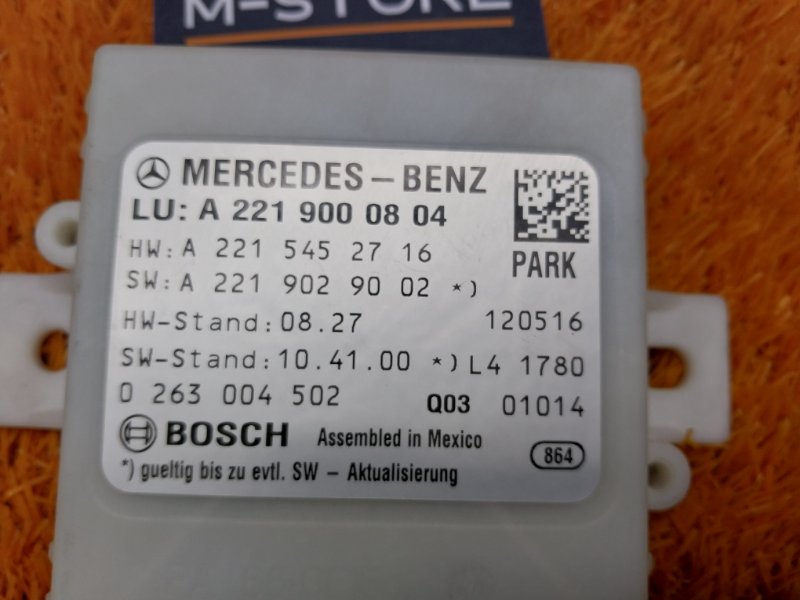 M-STORE
MERCEDES-BENZ
LU: A 221 900 08 04
HW: A 221 545 27 16
PARK
SW: A 221 902 90 02 *)
HW-Stand: 08.27 120516
SW-Stand: 10.41.00 *) L4 1780
0 263 004 502 Q03 01014
BOSCH Assembled in Mexico 864
*) gueltig bis zu evtl. SW - Aktualisierung